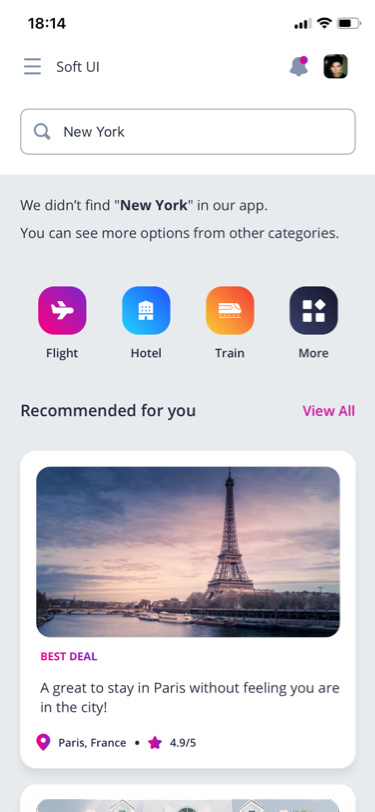 18:14
Soft UI
New York
We didn’t find "New York" in our app.
You can see more options from other categories.
Flight
Hotel
Train
More
Recommended for you
View All
BEST DEAL
A great to stay in Paris without feeling you are
in the city!
Paris, France • 4.9/5